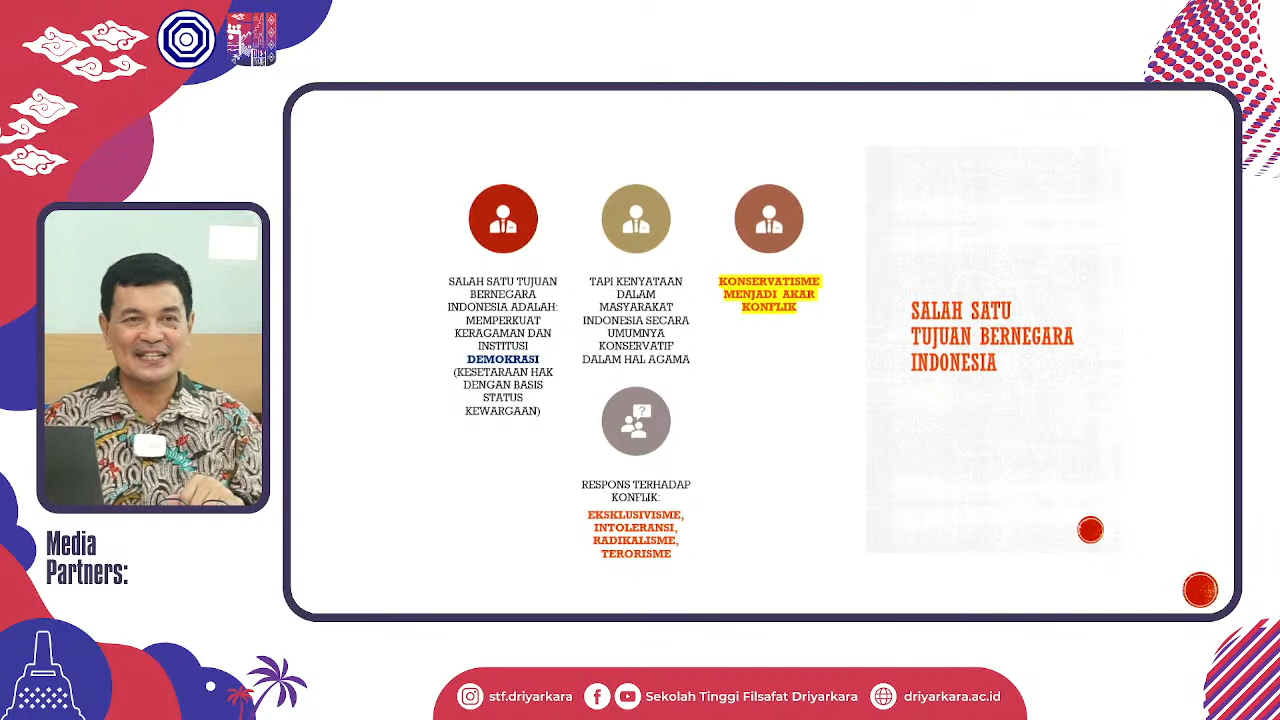 SALAH SATU TUJUAN
BERNEGARA
INDONESIA ADALAH:
MEMPERKUAT
KERAGAMAN DAN
INSTITUSI
DEMOKRASI
(KESETARAAN HAK
DENGAN BASIS
STATUS
KEWARGAAN)
TAPI KENYATAAN
DALAM
MASYARAKAT
INDONESIA SECARA
UMUMNYA
KONSERVATIF
DALAM HAL AGAMA
KONSERVATISME
MENJADI AKAR
KONFLIK
RESPONS TERHADAP
KONFLIK:
EKSKLUSIVISME,
INTOLERANSI,
RADIKALISME,
TERORISME
SALAH SATU
TUJUAN BERNEGARA
INDONESIA
Media
Partners:
stf.driyarkara
Sekolah Tinggi Filsafat Driyarkara
driyarkara.ac.id